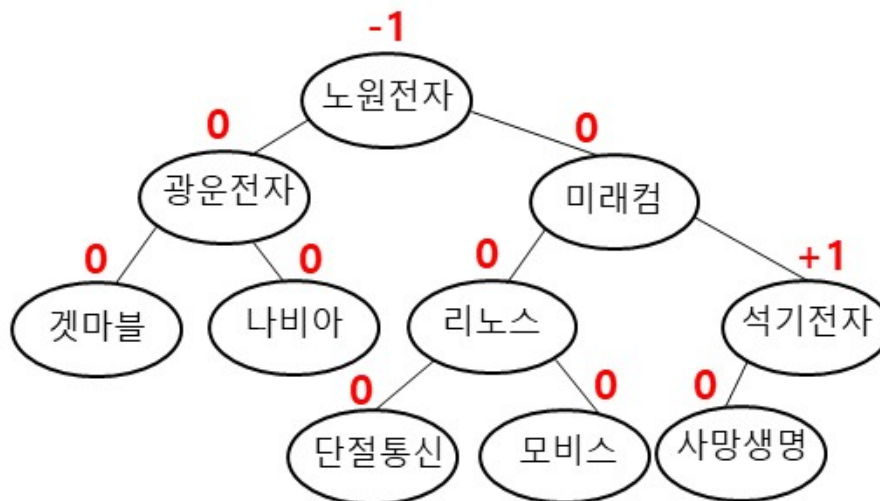 -1
노원전자
0
0
광운전자
미래컴
0
0
0
+1
겟마블
나비아
리노스
석기전자
0
0
0
단절통신
모비스
사망생명